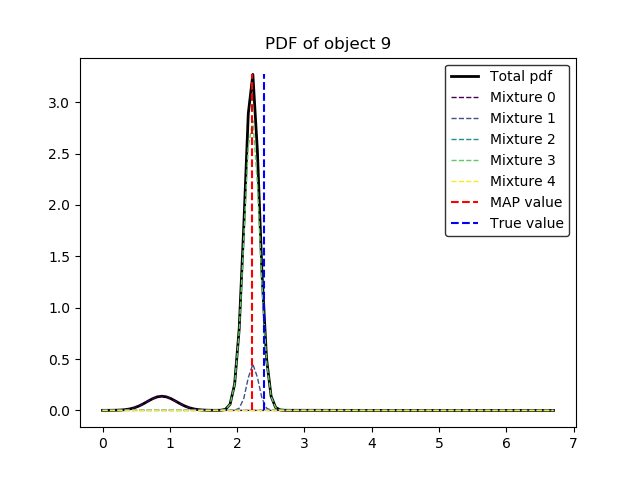 PDF of object 9
Total pdf
Mixture 0
Mixture 1
Mixture 2
Mixture 3
Mixture 4
MAP value
True value
3.0
2.5
2.0
1.5
1.0
0.5
0.0
0 1 2 3 4 5 6 7